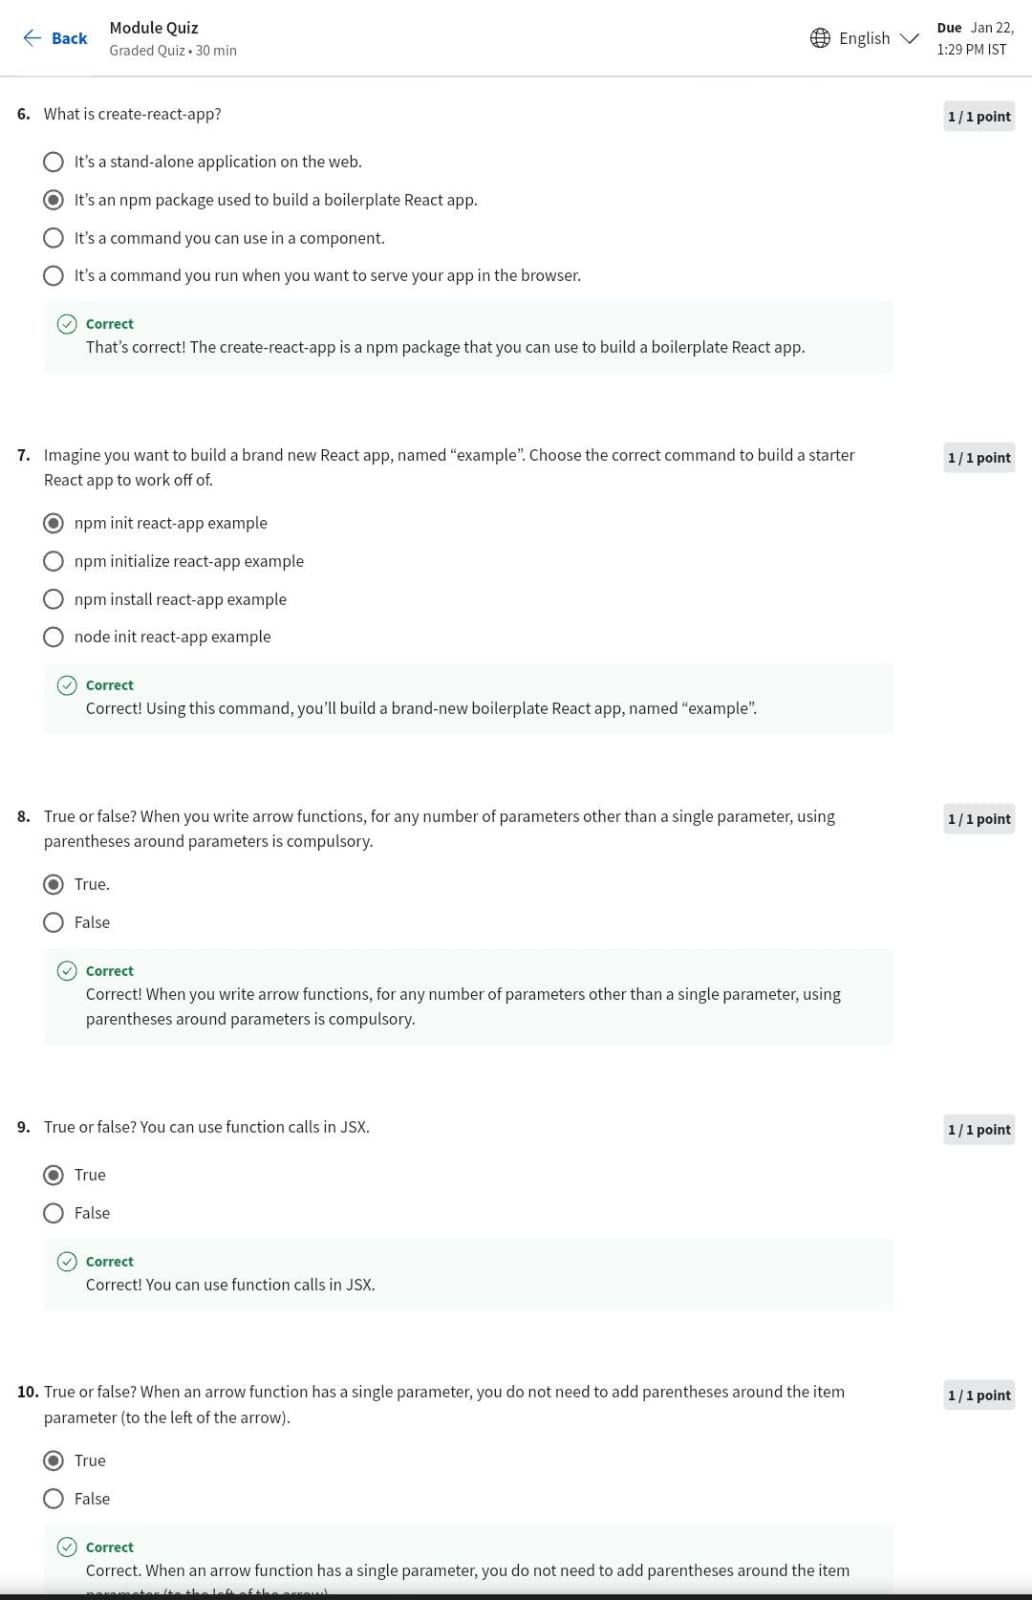 Back
Module Quiz
Graded Quiz • 30 min
English
Due Jan 22,
1:29 PM IST
6. What is create-react-app?
1 / 1 point
It’s a stand-alone application on the web.
It’s an npm package used to build a boilerplate React app.
It’s a command you can use in a component.
It’s a command you run when you want to serve your app in the browser.
Correct
That’s correct! The create-react-app is a npm package that you can use to build a boilerplate React app.
7. Imagine you want to build a brand new React app, named “example”. Choose the correct command to build a starter
React app to work off of.
1 / 1 point
npm init react-app example
npm initialize react-app example
npm install react-app example
node init react-app example
Correct
Correct! Using this command, you’ll build a brand-new boilerplate React app, named “example”.
8. True or false? When you write arrow functions, for any number of parameters other than a single parameter, using
parentheses around parameters is compulsory.
1 / 1 point
True.
False
Correct
Correct! When you write arrow functions, for any number of parameters other than a single parameter, using
parentheses around parameters is compulsory.
9. True or false? You can use function calls in JSX.
1 / 1 point
True
False
Correct
Correct! You can use function calls in JSX.
10. True or false? When an arrow function has a single parameter, you do not need to add parentheses around the item
parameter (to the left of the arrow).
1 / 1 point
True
False
Correct
Correct. When an arrow function has a single parameter, you do not need to add parentheses around the item
parameter (to the left of the arrow).